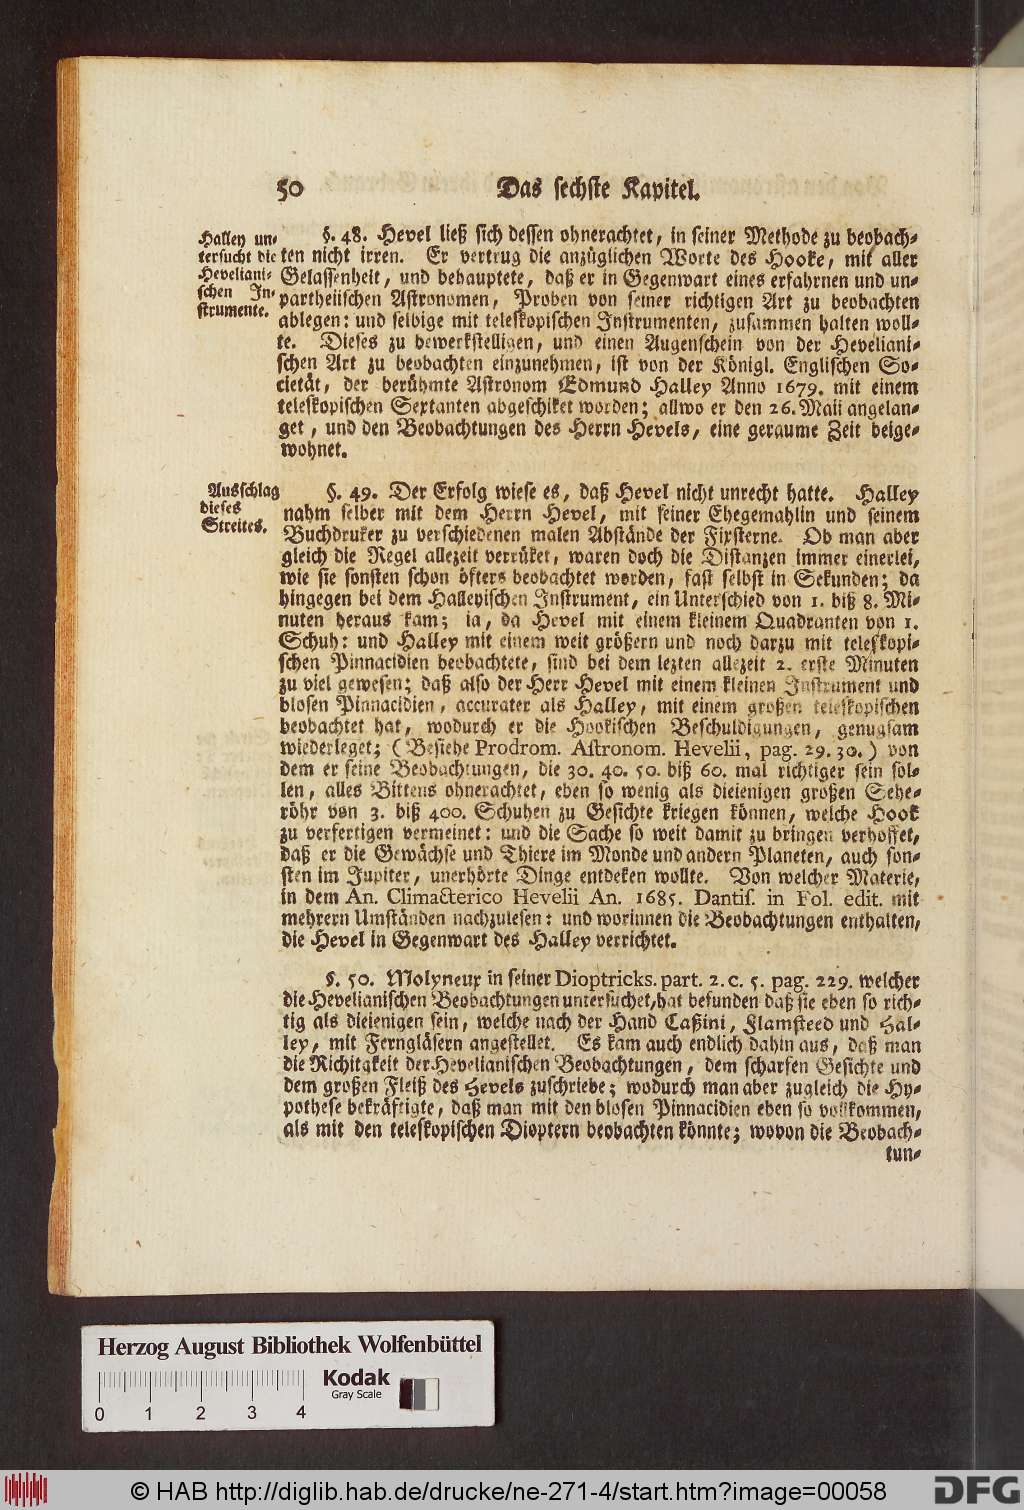 50 Das sechste Kapitel.
Halley un-
tersucht die
Heveliani-
schen In-
strumente.
§. 48. Hevel ließ sich dessen ohnerachtet, in seiner Methode zu beobach-
ten nicht irren. Er vertrug die anzüglichen Worte des Hooke, mit aller
Gelassenheit, und behauptete, daß er in Gegenwart eines erfahrnen und un-
partheiischen Astronomen, Proben von seiner richtigen Art zu beobachten
ablegen: und selbige mit teleskopischen Instrumenten, zusammen halten woll-
te. Dieses zu bewerkstelligen, und einen Augenschein von der Heveliani-
schen Art zu beobachten einzunehmen, ist von der Königl. Englischen So-
cietät, der berühmte Astronom Edmund Halley Anno 1679. mit einem
teleskopischen Sextanten abgeschiket worden; allwo er den 26. Maii angelan-
get, und den Beobachtungen des Herrn Hevels, eine geraume Zeit beige-
wohnet.
Ausschlag
dieses
Streites.
§. 49. Der Erfolg wiese es, daß Hevel nicht unrecht hatte. Halley
nahm selber mit dem Herrn Hevel, mit seiner Ehegemahlin und seinem
Buchdruker zu verschiedenen malen Abstände der Fixsterne. Ob man aber
gleich die Regel allezeit verrüket, waren doch die Distanzen immer einerlei,
wie sie sonsten schon öfters beobachtet worden, fast selbst in Sekunden; da
hingegen bei dem Halleyischen Instrument, ein Unterschied von 1. biß 8. Mi-
nuten heraus kam; ia, da Hevel mit einem kleinem Quadranten von 1.
Schuh: und Halley mit einem weit größern und noch darzu mit teleskopi-
schen Pinnacidien beobachtete, sind bei dem lezten allezeit 2. erste Minuten
zu viel gewesen; daß also der Herr Hevel mit einem kleinen Instrument und
blosen Pinnacidien, accurater als Halley, mit einem großen teleskopischen
beobachtet hat, wodurch er die Hookischen Beschuldigungen, genugsam
wiederleget; (Besiehe Prodrom. Astronom. Hevelii, pag. 29. 30.) von
dem er seine Beobachtungen, die 30. 40. 50. biß 60. mal richtiger sein sol-
len, alles Bittens ohnerachtet, eben so wenig als dieienigen großen Sehe-
röhr von 3. biß 400. Schuhen zu Gesichte kriegen können, welche Hook
zu verfertigen vermeinet: und die Sache so weit damit zu bringen verhoffet,
daß er die Gewächse und Thiere im Monde und andern Planeten, auch son-
sten im Jupiter, unerhörte Dinge entdeken wollte. Von welcher Materie,
in dem An. Climacterico Hevelii An. 1685. Dantis. in Fol. edit. mit
mehrern Umständen nachzulesen: und worinnen die Beobachtungen enthalten,
die Hevel in Gegenwart des Halley verrichtet.
§. 50. Molyneux in seiner Dioptricks. part. 2. c. 5. pag. 229. welcher
die Hevelianischen Beobachtungen untersuchet, hat befunden daß sie eben so rich-
tig als dieienigen sein, welche nach der Hand Caßini, Flamsteed und Hal-
ley, mit Ferngläsern angestellet. Es kam auch endlich dahin aus, daß man
die Richitgkeit der Hevelianischen Beobachtungen, dem scharfen Gesichte und
dem großen Fleiß des Hevels zuschriebe; wodurch man aber zugleich die Hy-
pothese bekräftigte, daß man mit den blosen Pinnacidien eben so vollkommen,
als mit den teleskopischen Dioptern beobachten könnte; wovon die Beobach-
tun-
Herzog August Bibliothek Wolfenbüttel
Kodak
Gray Scale
0 1 2 3 4
© HAB http://diglib.hab.de/drucke/ne-271-4/start.htm?image=00058
DFG